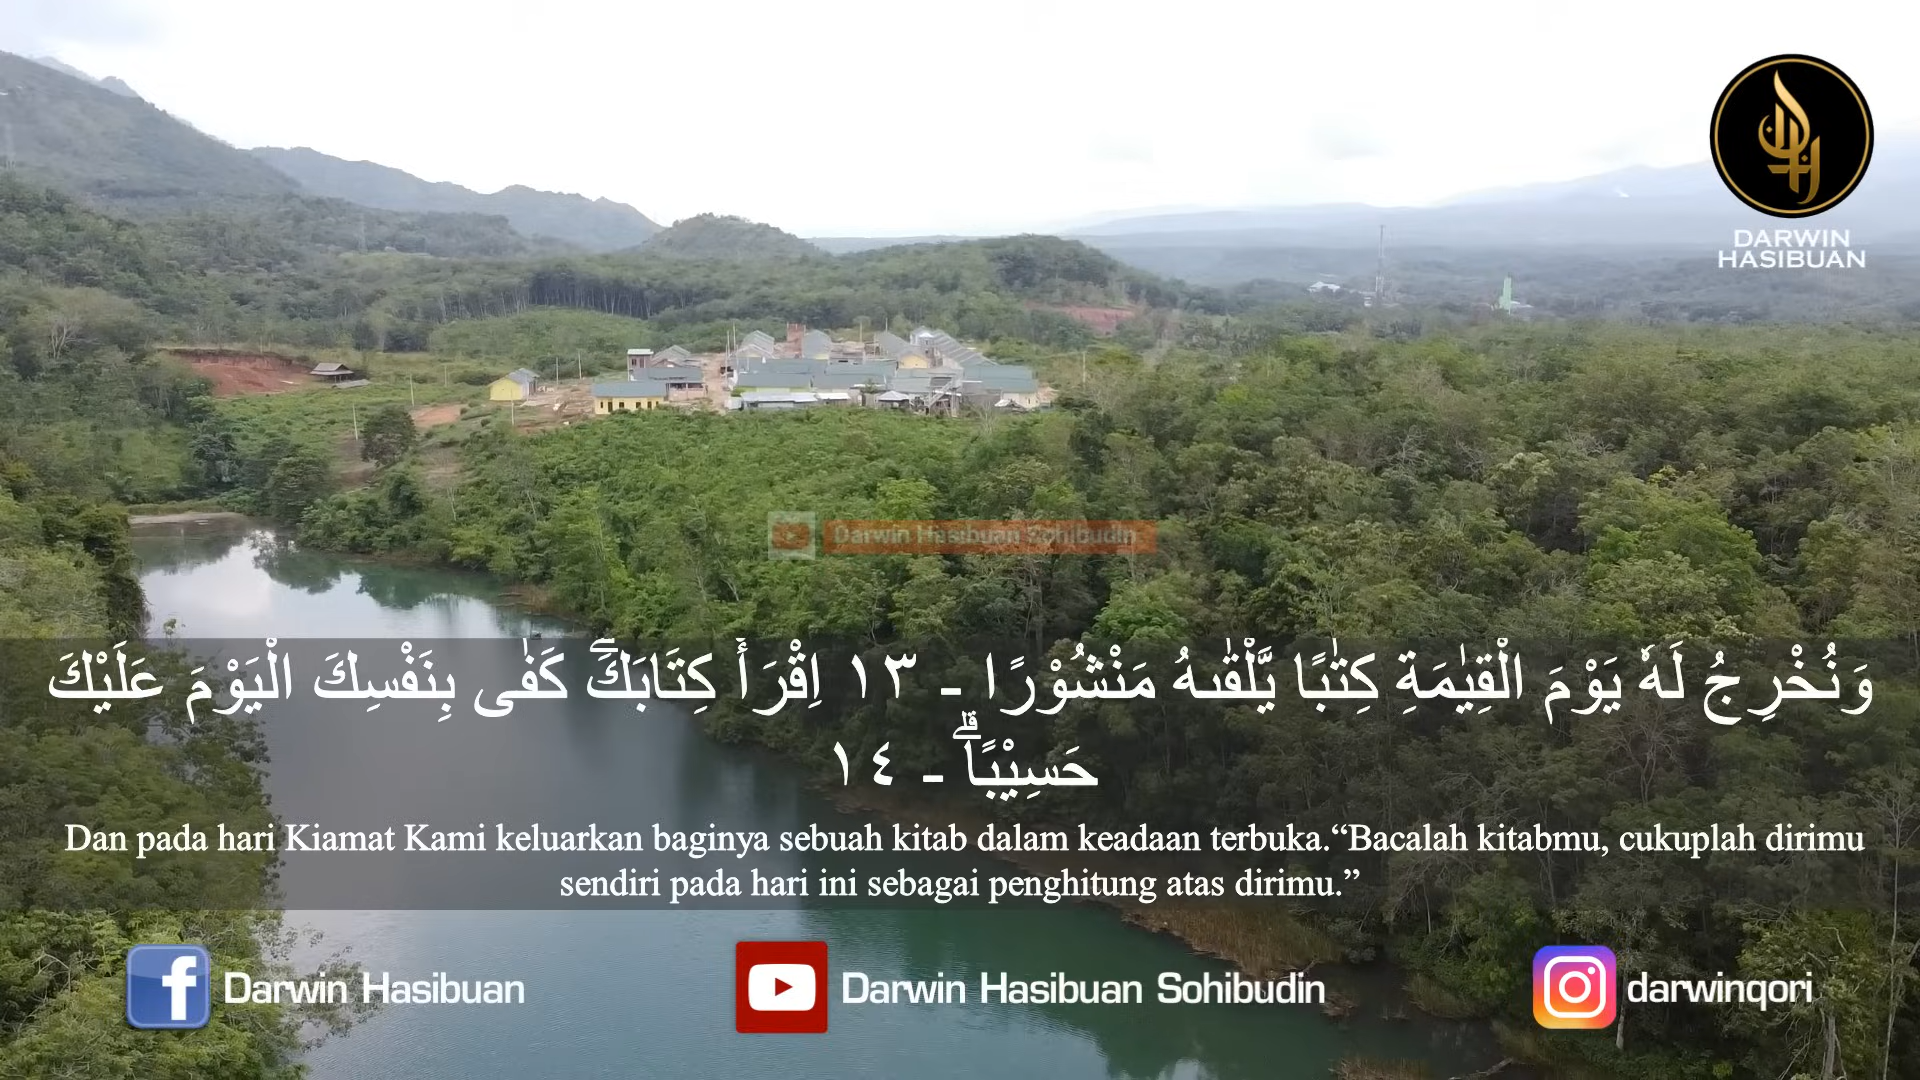 DARWIN
HASIBUAN
Darwin Hasibuan Sohibudin
وَنُخْرِجُ لَهٗ يَوْمَ الْقِيٰمَةِ كِتٰبًا يَّلْقٰىهُ مَنْشُوْرًا - ١٣ اِقْرَأْ كِتَابَكَۗ كَفٰى بِنَفْسِكَ الْيَوْمَ عَلَيْكَ
حَسِيْبًاۗ - ١٤
Dan pada hari Kiamat Kami keluarkan baginya sebuah kitab dalam keadaan terbuka.“Bacalah kitabmu, cukuplah dirimu
sendiri pada hari ini sebagai penghitung atas dirimu.”
Darwin Hasibuan
Darwin Hasibuan Sohibudin
darwinqori